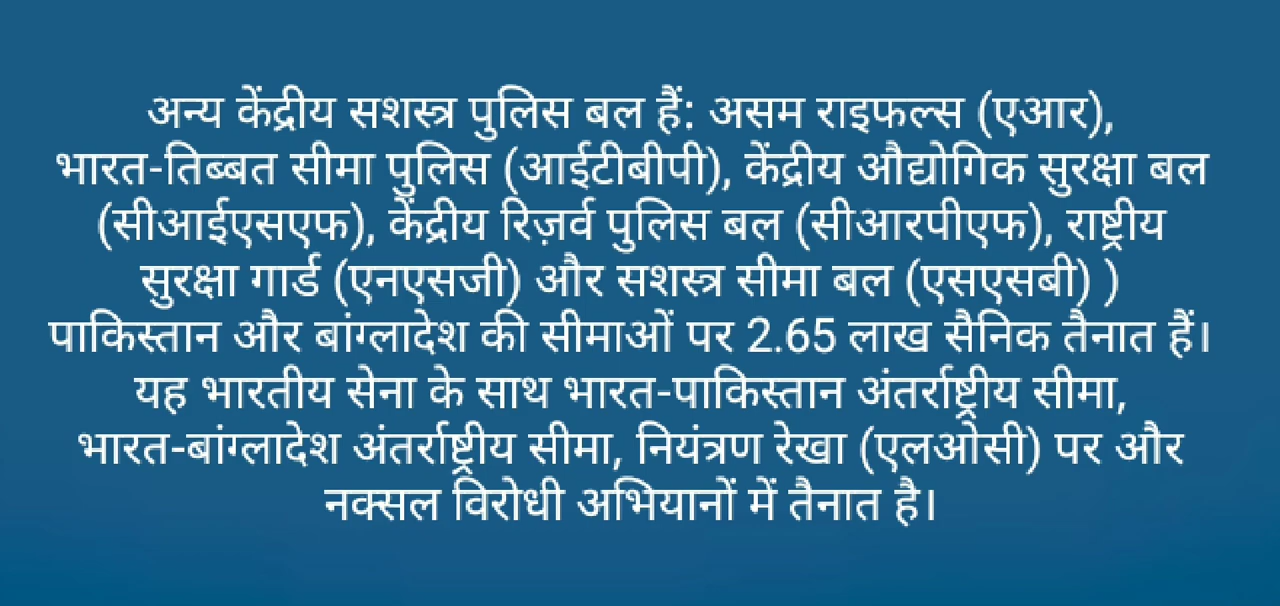 अन्य केंद्रीय सशस्त्र पुलिस बल हैं: असम राइफल्स (एआर),
भारत-तिब्बत सीमा पुलिस (आईटीबीपी), केंद्रीय औद्योगिक सुरक्षा बल
(सीआईएसएफ), केंद्रीय रिज़र्व पुलिस बल (सीआरपीएफ), राष्ट्रीय
सुरक्षा गार्ड (एनएसजी) और सशस्त्र सीमा बल (एसएसबी) )
पाकिस्तान और बांग्लादेश की सीमाओं पर 2.65 लाख सैनिक तैनात हैं।
यह भारतीय सेना के साथ भारत-पाकिस्तान अंतर्राष्ट्रीय सीमा,
भारत-बांग्लादेश अंतर्राष्ट्रीय सीमा, नियंत्रण रेखा (एलओसी) पर और
नक्सल विरोधी अभियानों में तैनात है।